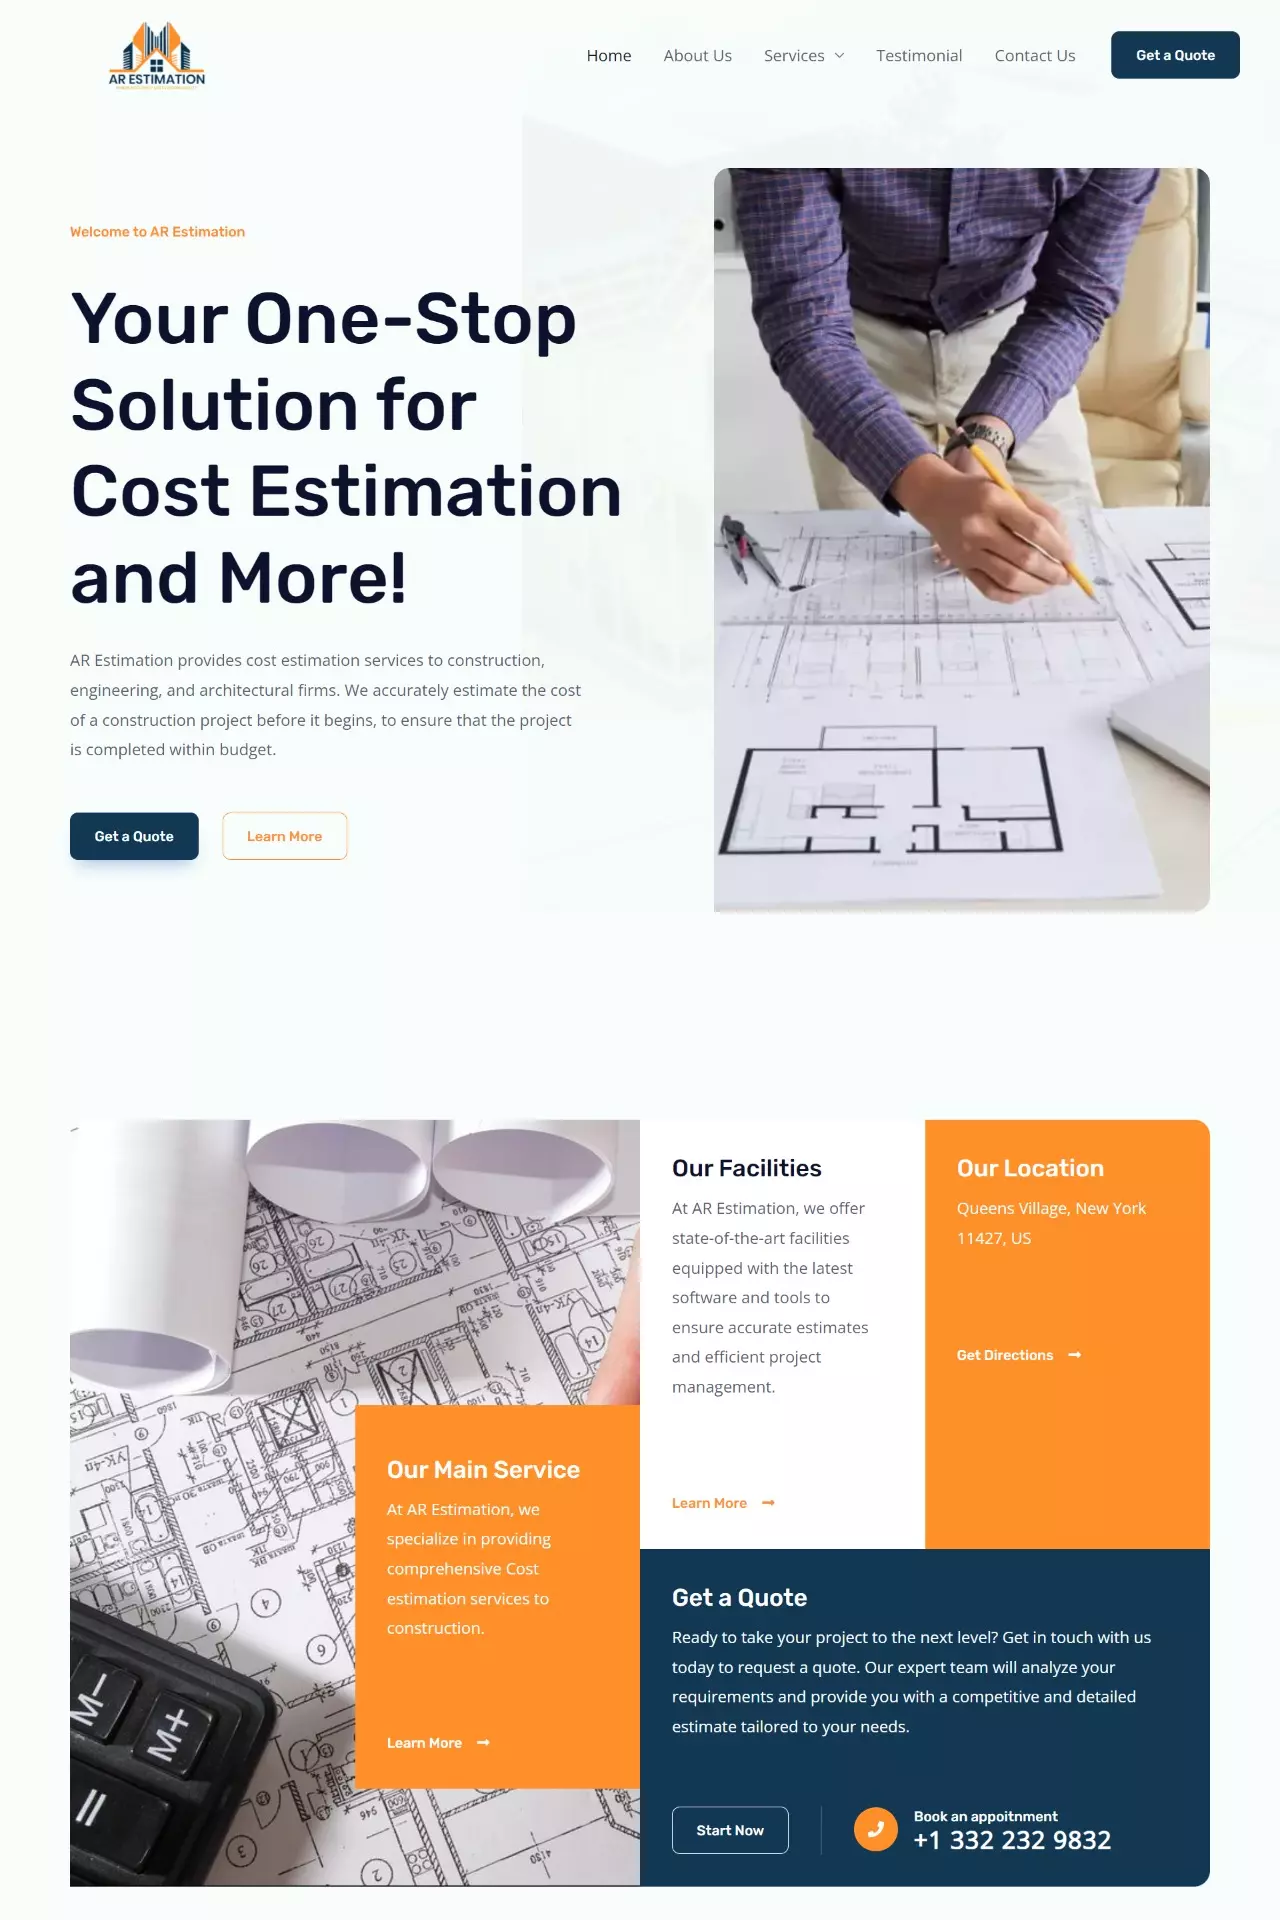 AR ESTIMATION
Home
About Us
Services
Testimonial
Contact Us
Get a Quote
Welcome to AR Estimation
Your One-Stop
Solution for
Cost Estimation
and More!
AR Estimation provides cost estimation services to construction,
engineering, and architectural firms. We accurately estimate the cost
of a construction project before it begins, to ensure that the project
is completed within budget.
Get a Quote
Learn More
Our Main Service
At AR Estimation, we
specialize in providing
comprehensive Cost
estimation services to
construction.
Learn More
M-
M+
=
Our Facilities
At AR Estimation, we offer
state-of-the-art facilities
equipped with the latest
software and tools to
ensure accurate estimates
and efficient project
management.
Learn More
Our Location
Queens Village, New York
11427, US
Get Directions
Get a Quote
Ready to take your project to the next level? Get in touch with us
today to request a quote. Our expert team will analyze your
requirements and provide you with a competitive and detailed
estimate tailored to your needs.
Start Now
Book an appoitnment
+1 332 232 9832